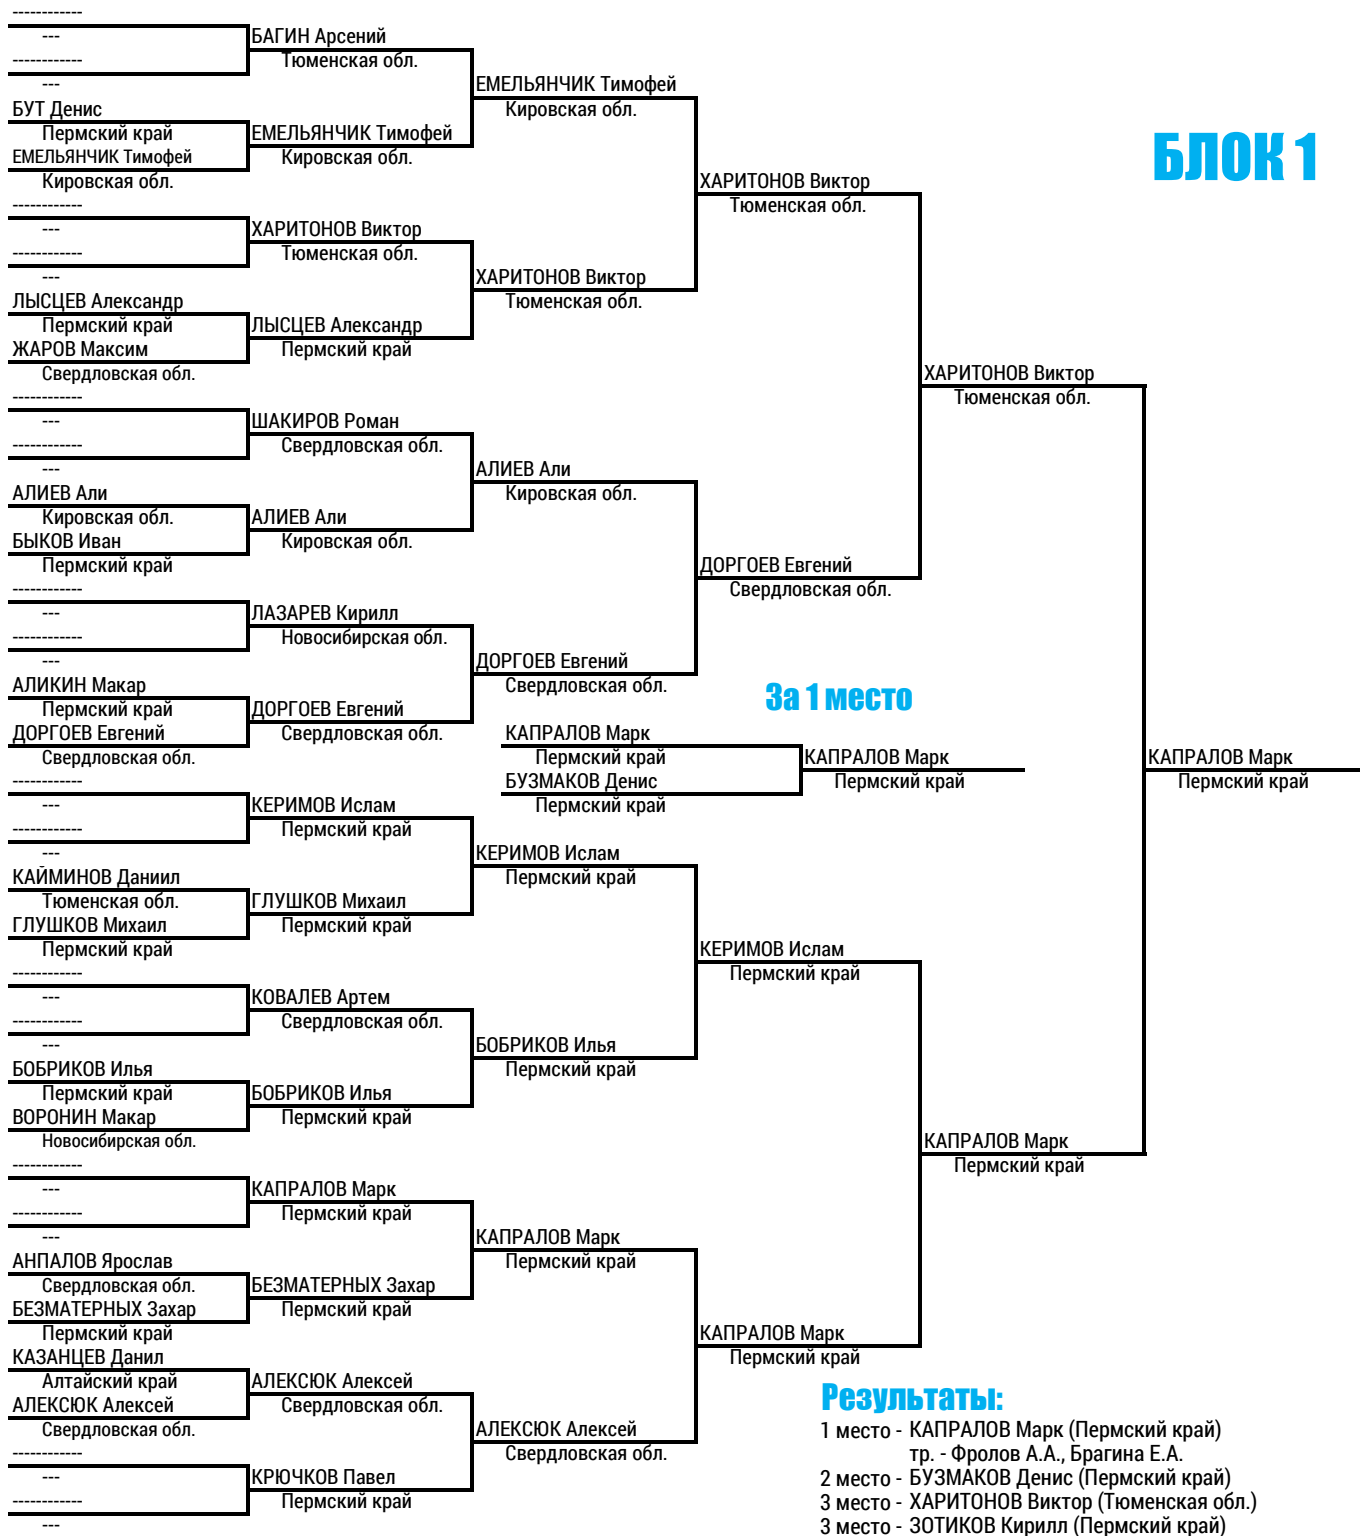 ------------
---
------------
---
БУТ Денис
Пермский край
ЕМЕЛЬЯНЧИК Тимофей
Кировская обл.
------------
---
------------
---
ЛЫСЦЕВ Александр
Пермский край
ЖАРОВ Максим
Свердловская обл.
------------
---
------------
---
АЛИЕВ Али
Кировская обл.
БЫКОВ Иван
Пермский край
------------
---
------------
---
АЛИКИН Макар
Пермский край
ДОРГОЕВ Евгений
Свердловская обл.
------------
---
------------
---
КАЙМИНОВ Даниил
Тюменская обл.
ГЛУШКОВ Михаил
Пермский край
------------
---
------------
---
БОБРИКОВ Илья
Пермский край
ВОРОНИН Макар
Новосибирская обл.
------------
---
------------
---
АНПАЛОВ Ярослав
Свердловская обл.
БЕЗМАТЕРНЫХ Захар
Пермский край
КАЗАНЦЕВ Данил
Алтайский край
АЛЕКСЮК Алексей
Свердловская обл.
------------
---
------------
---
БАГИН Арсений
Тюменская обл.
ЕМЕЛЬЯНЧИК Тимофей
Кировская обл.
ХАРИТОНОВ Виктор
Тюменская обл.
ЛЫСЦЕВ Александр
Пермский край
ШАКИРОВ Роман
Свердловская обл.
АЛИЕВ Али
Кировская обл.
ЛАЗАРЕВ Кирилл
Новосибирская обл.
ДОРГОЕВ Евгений
Свердловская обл.
КЕРИМОВ Ислам
Пермский край
ГЛУШКОВ Михаил
Пермский край
КОВАЛЕВ Артем
Свердловская обл.
БОБРИКОВ Илья
Пермский край
КАПРАЛОВ Марк
Пермский край
БЕЗМАТЕРНЫХ Захар
Пермский край
АЛЕКСЮК Алексей
Свердловская обл.
КРЮЧКОВ Павел
Пермский край
ЕМЕЛЬЯНЧИК Тимофей
Кировская обл.
ХАРИТОНОВ Виктор
Тюменская обл.
АЛИЕВ Али
Кировская обл.
ДОРГОЕВ Евгений
Свердловская обл.
КЕРИМОВ Ислам
Пермский край
БОБРИКОВ Илья
Пермский край
КАПРАЛОВ Марк
Пермский край
АЛЕКСЮК Алексей
Свердловская обл.
ХАРИТОНОВ Виктор
Тюменская обл.
ДОРГОЕВ Евгений
Свердловская обл.
КЕРИМОВ Ислам
Пермский край
КАПРАЛОВ Марк
Пермский край
БЛОК 1
ХАРИТОНОВ Виктор
Тюменская обл.
КАПРАЛОВ Марк
Пермский край
КАПРАЛОВ Марк
Пермский край
За 1 место
КАПРАЛОВ Марк
Пермский край
БУЗМАКОВ Денис
Пермский край
КАПРАЛОВ Марк
Пермский край
Результаты:
1 место - КАПРАЛОВ Марк (Пермский край)
тр. - Фролов А.А., Брагина Е.А.
2 место - БУЗМАКОВ Денис (Пермский край)
3 место - ХАРИТОНОВ Виктор (Тюменская обл.)
3 место - ЗОТИКОВ Кирилл (Пермский край)